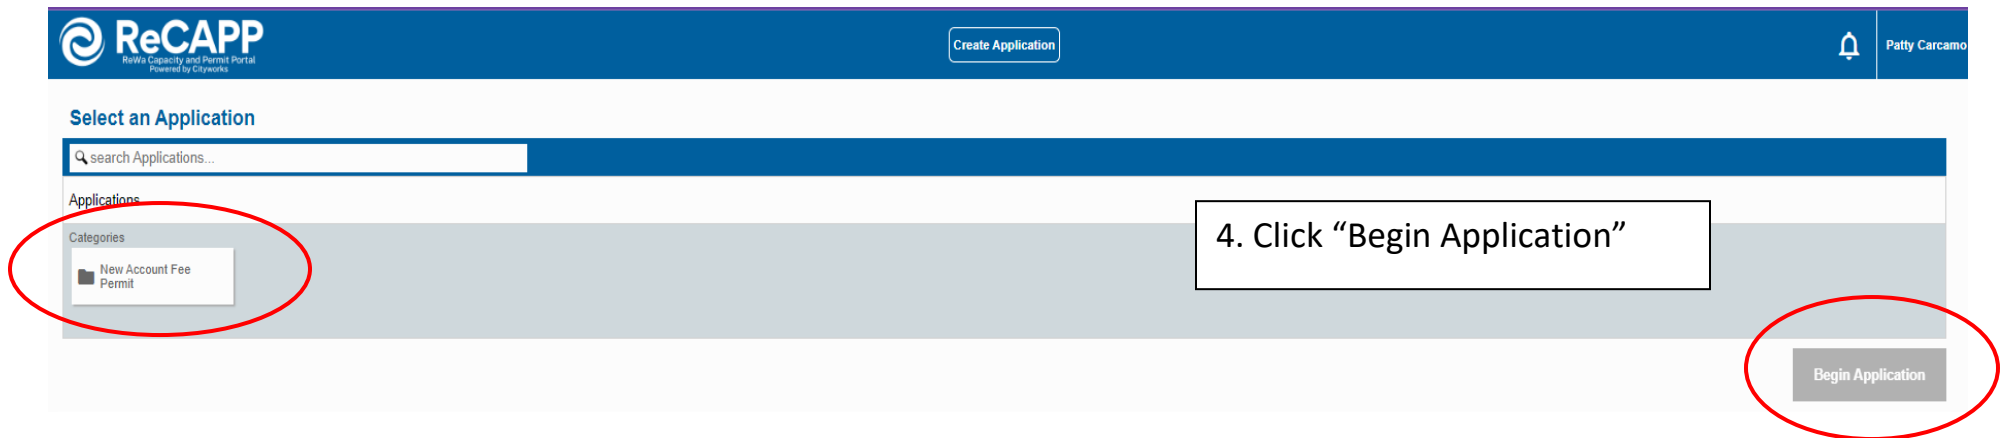 ReCAPP
ReWa Capacity and Permit Portal
Powered by Cityworks
Create Application
Patty Carcamo
Select an Application
search Applications...
Applications
Categories
New Account Fee
Permit
4. Click “Begin Application”
Begin Application